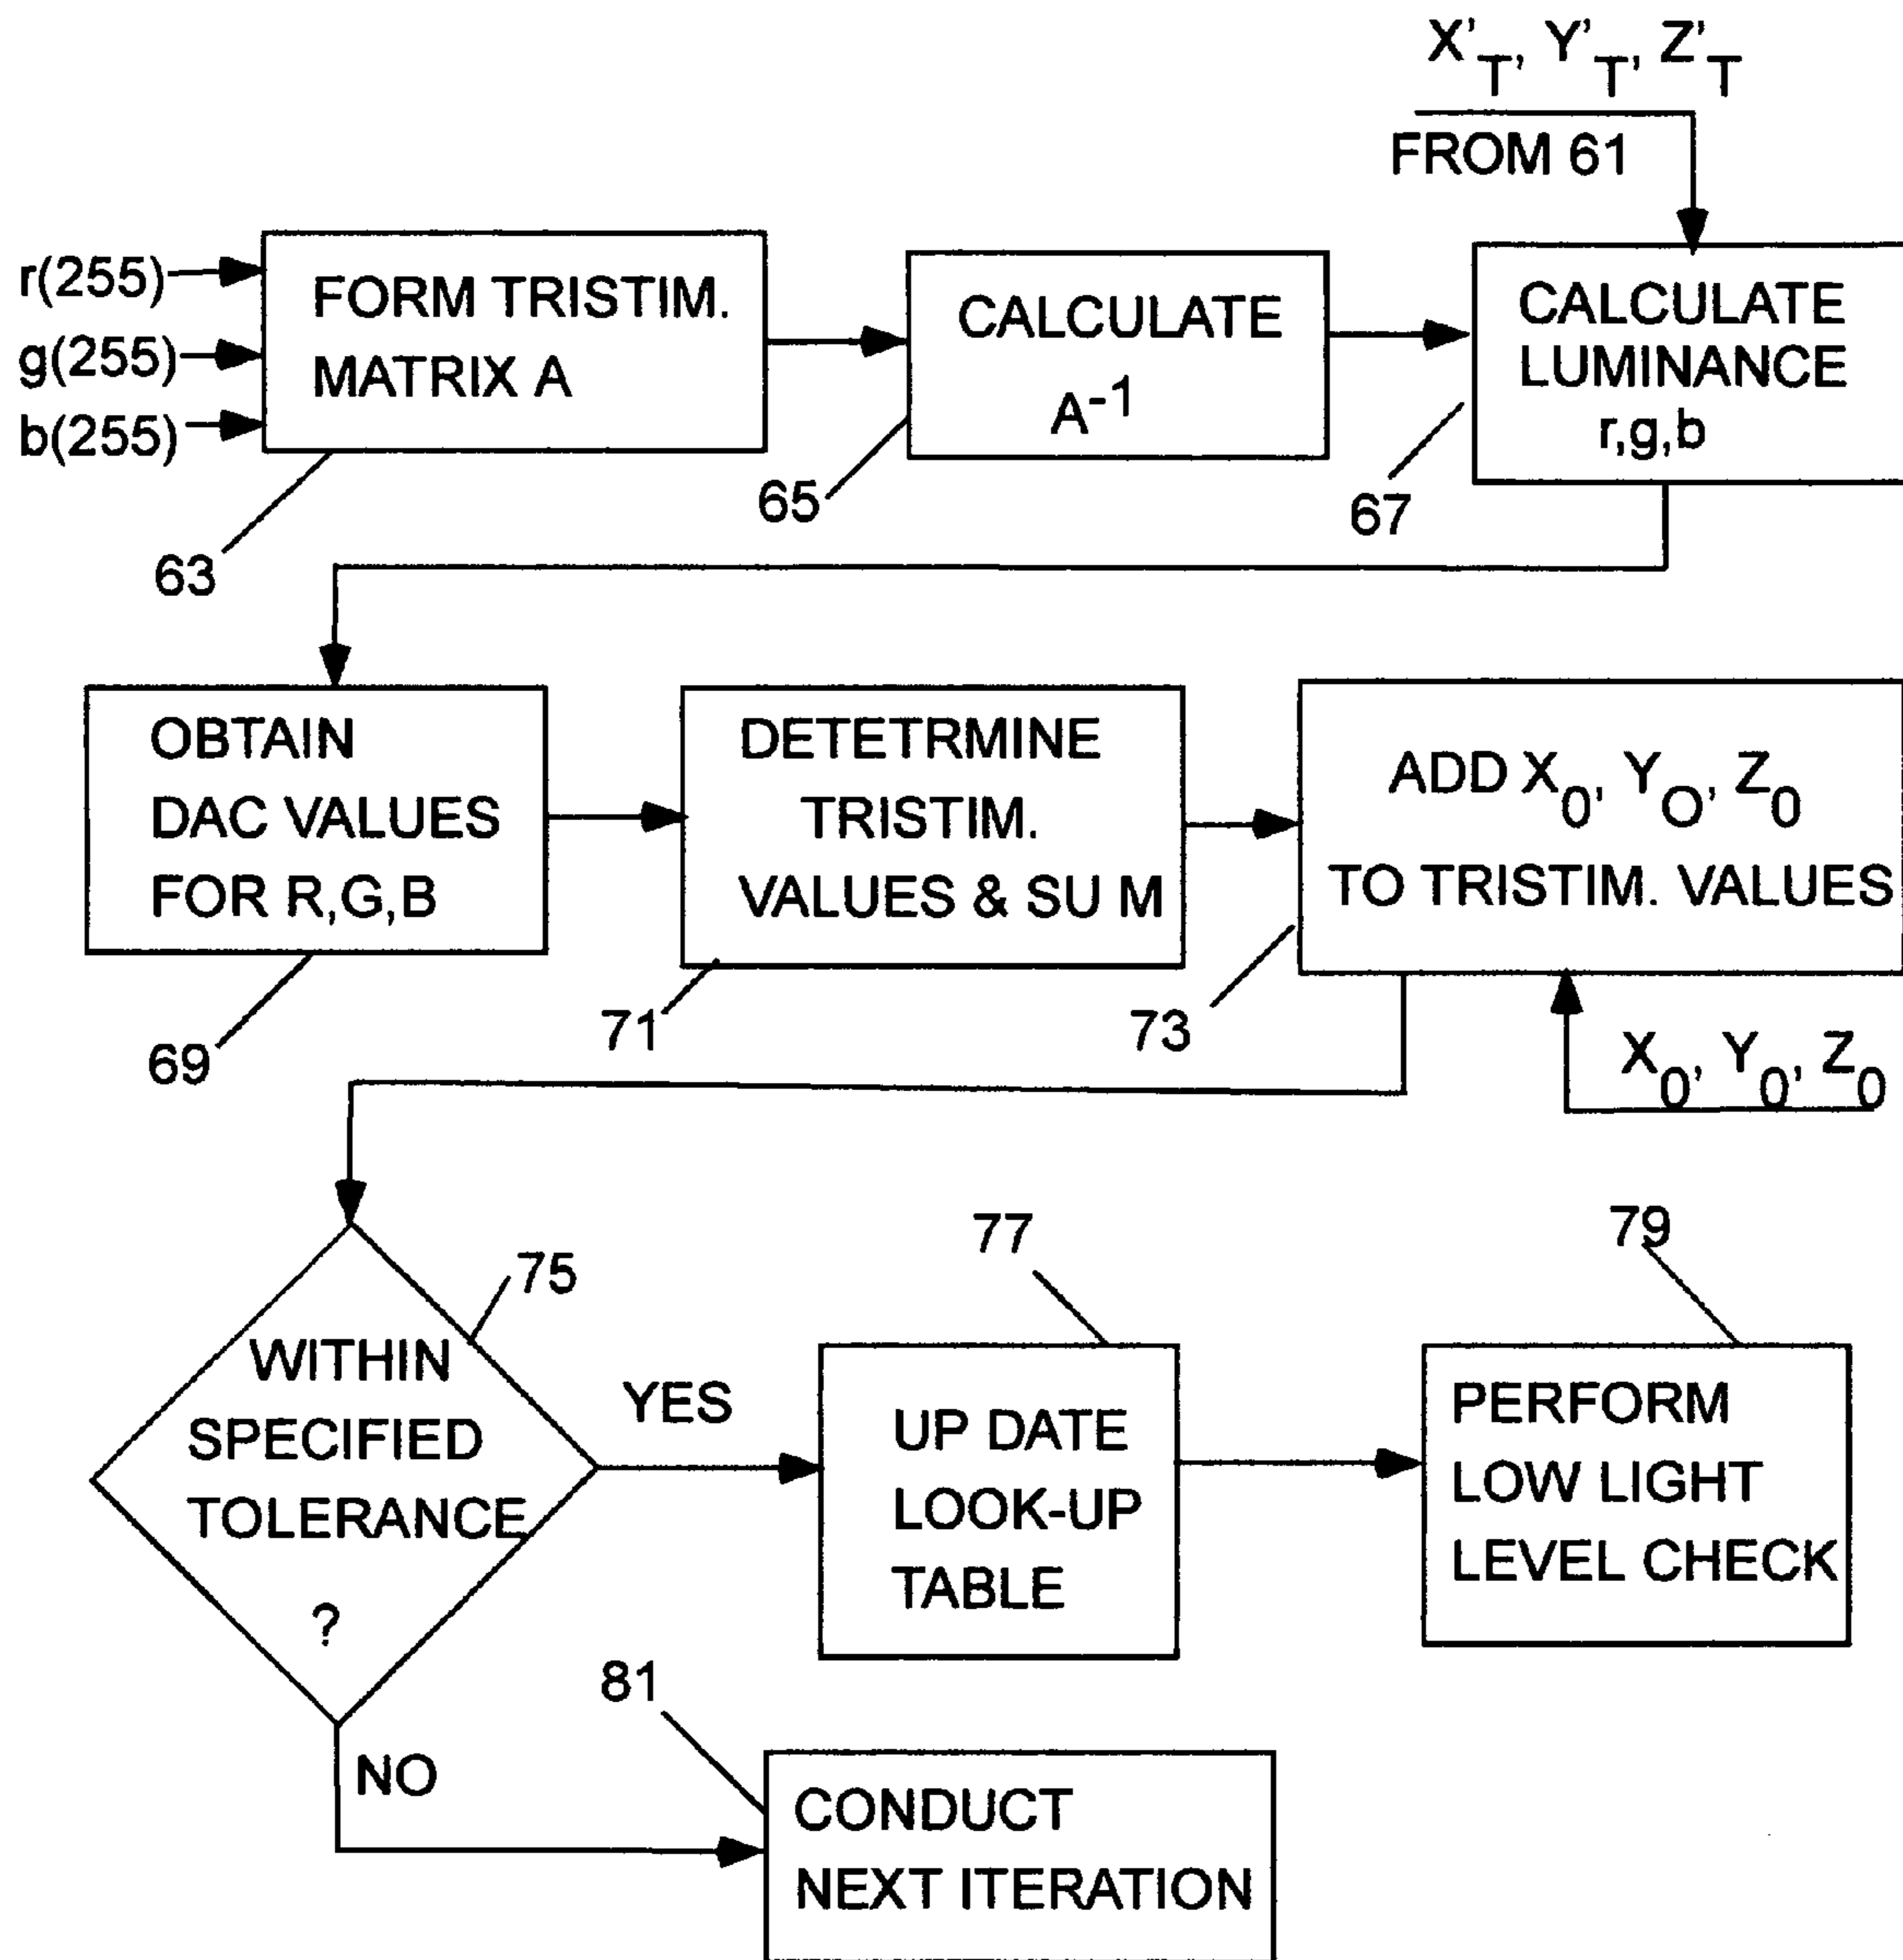 X'T, Y'T, Z'T
FROM 61
r(255)
g(255)
b(255)
FORM TRISTIM.
MATRIX A
63
CALCULATE
A-1
65
CALCULATE
LUMINANCE
r,g,b
67
OBTAIN
DAC VALUES
FOR R,G,B
69
DETETRMINE
TRISTIM.
VALUES & SU M
71
ADD X0, YO, Z0
TO TRISTIM. VALUES
73
X0, Y0, Z0
WITHIN
SPECIFIED
TOLERANCE
?
75
YES
UP DATE
LOOK-UP
TABLE
77
PERFORM
LOW LIGHT
LEVEL CHECK
79
NO
CONDUCT
NEXT ITERATION
81